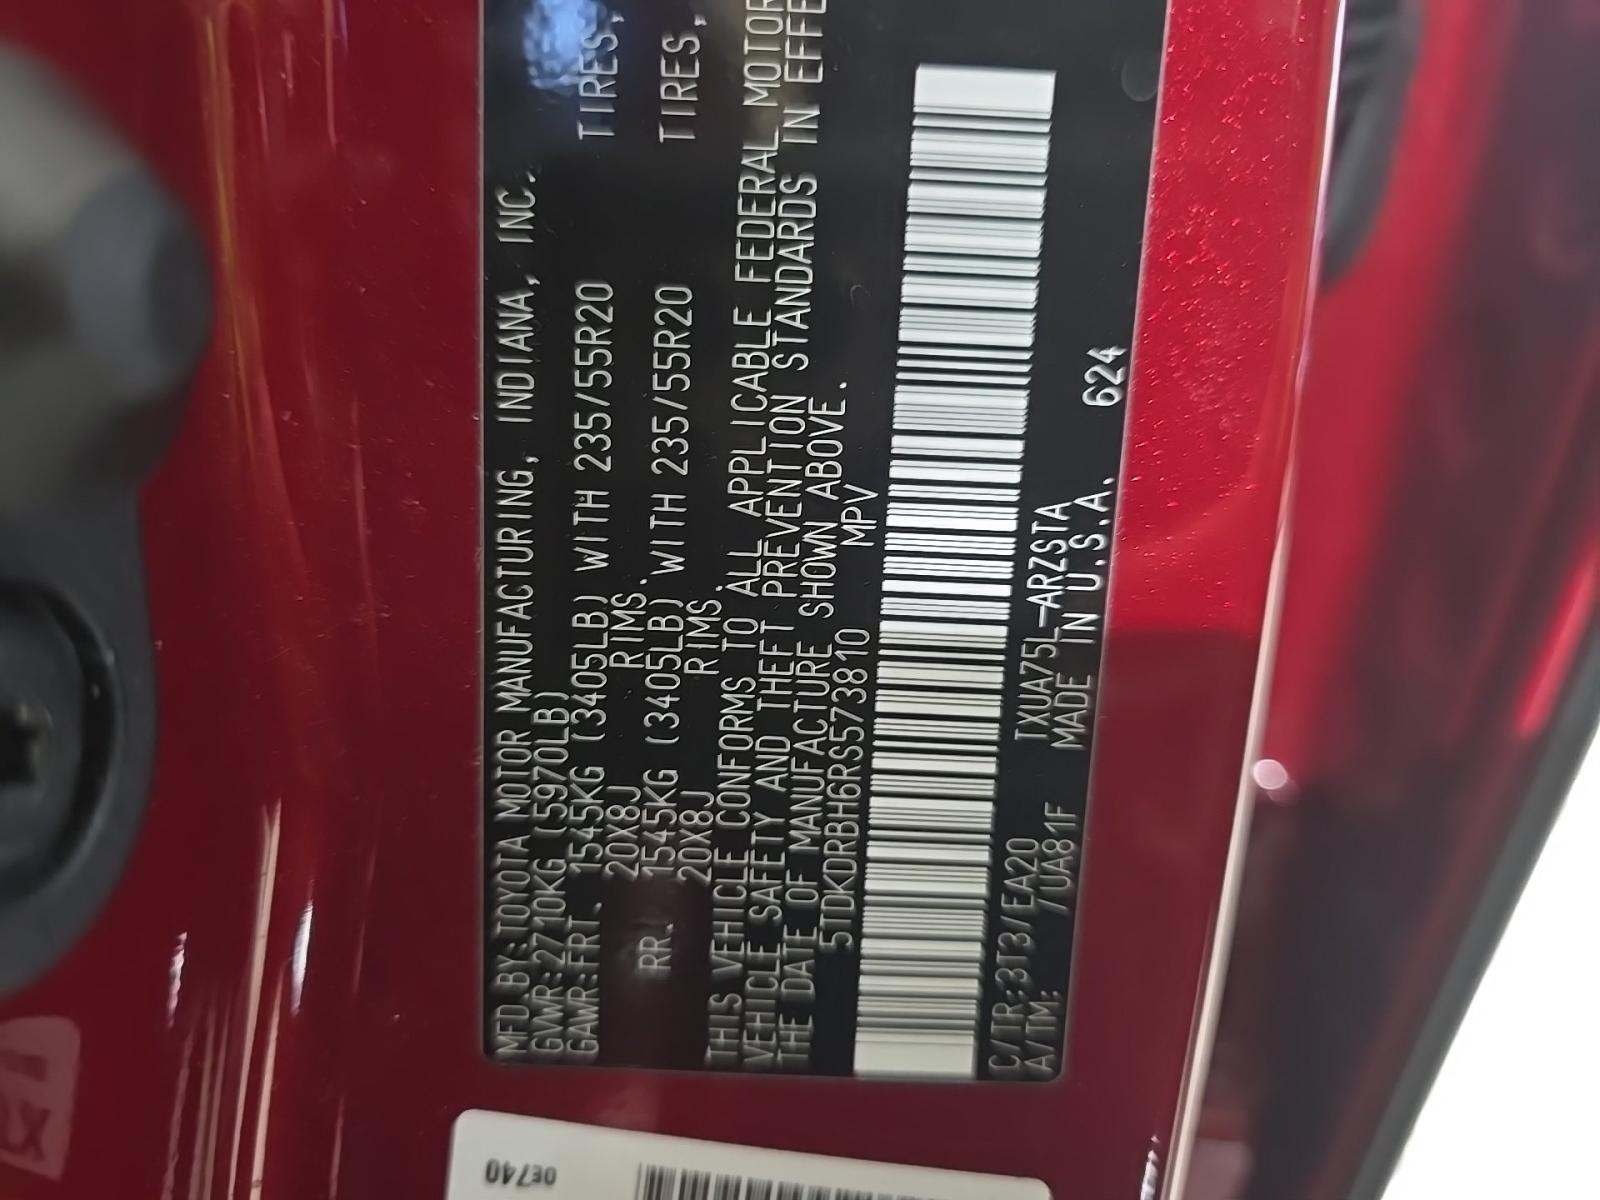 MFD.BY:TOYOTA MOTOR MANUFACTURING, INDIANA, INC.
GVWR:2710KG (5970LB)
GAWR:FRT. 1545KG (3405LB) WITH 235/55R20 TIRES,
20X8J RIMS.
RR. 1545KG (3405LB) WITH 235/55R20 TIRES,
20X8J RIMS.
THIS VEHICLE CONFORMS TO ALL APPLICABLE FEDERAL MOTOR
VEHICLE SAFETY AND THEFT PREVENTION STANDARDS IN EFFE
THE DATE OF MANUFACTURE SHOWN ABOVE.
5TDKDRBH6RS573810 MPV
C/TR:3T3/EA20 TXUA75L-ARZSTA
A/TM: /UA81F MADE IN U.S.A. 624
0E740